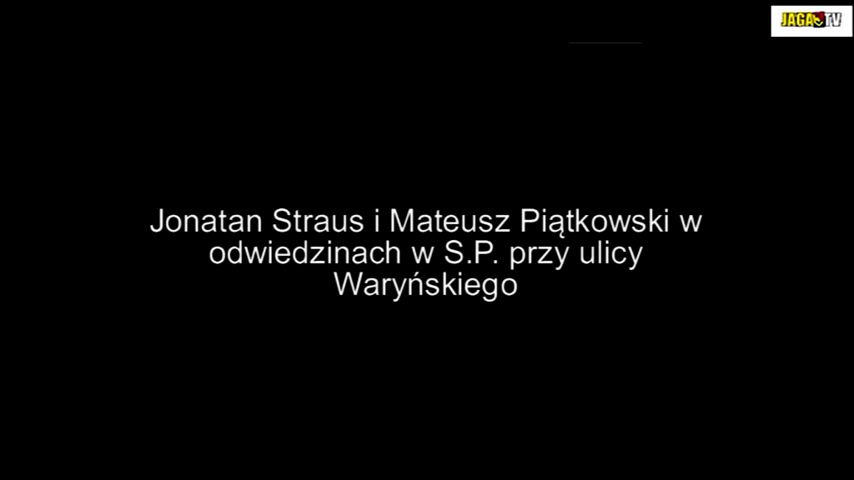 JAGA TV
Jonatan Straus i Mateusz Piątkowski w
odwiedzinach w S.P. przy ulicy
Waryńskiego